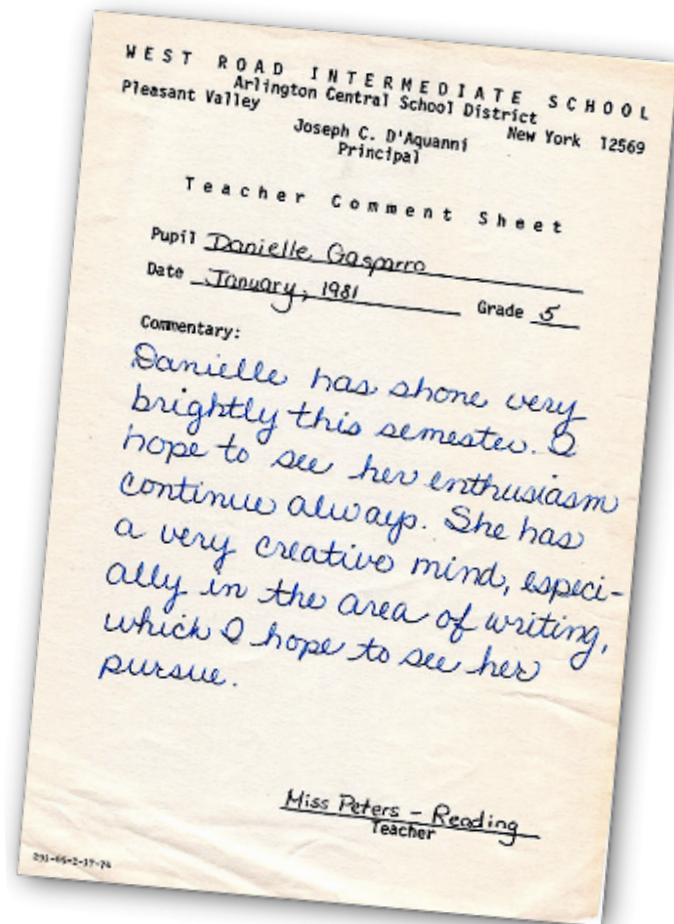 WEST ROAD INTERMEDIATE SCHOOL
Arlington Central School District
Pleasant Valley New York 12569
Joseph C. D'Aquanni
Principal
Teacher Comment Sheet
Pupil Danielle Gasparro
Date January, 1981 Grade 5
Commentary:
Danielle has shone very
brightly this semester. I
hope to see her enthusiasm
continue always. She has
a very creative mind, especi-
ally in the area of writing,
which I hope to see her
pursue.
Miss Peters - Reading
Teacher